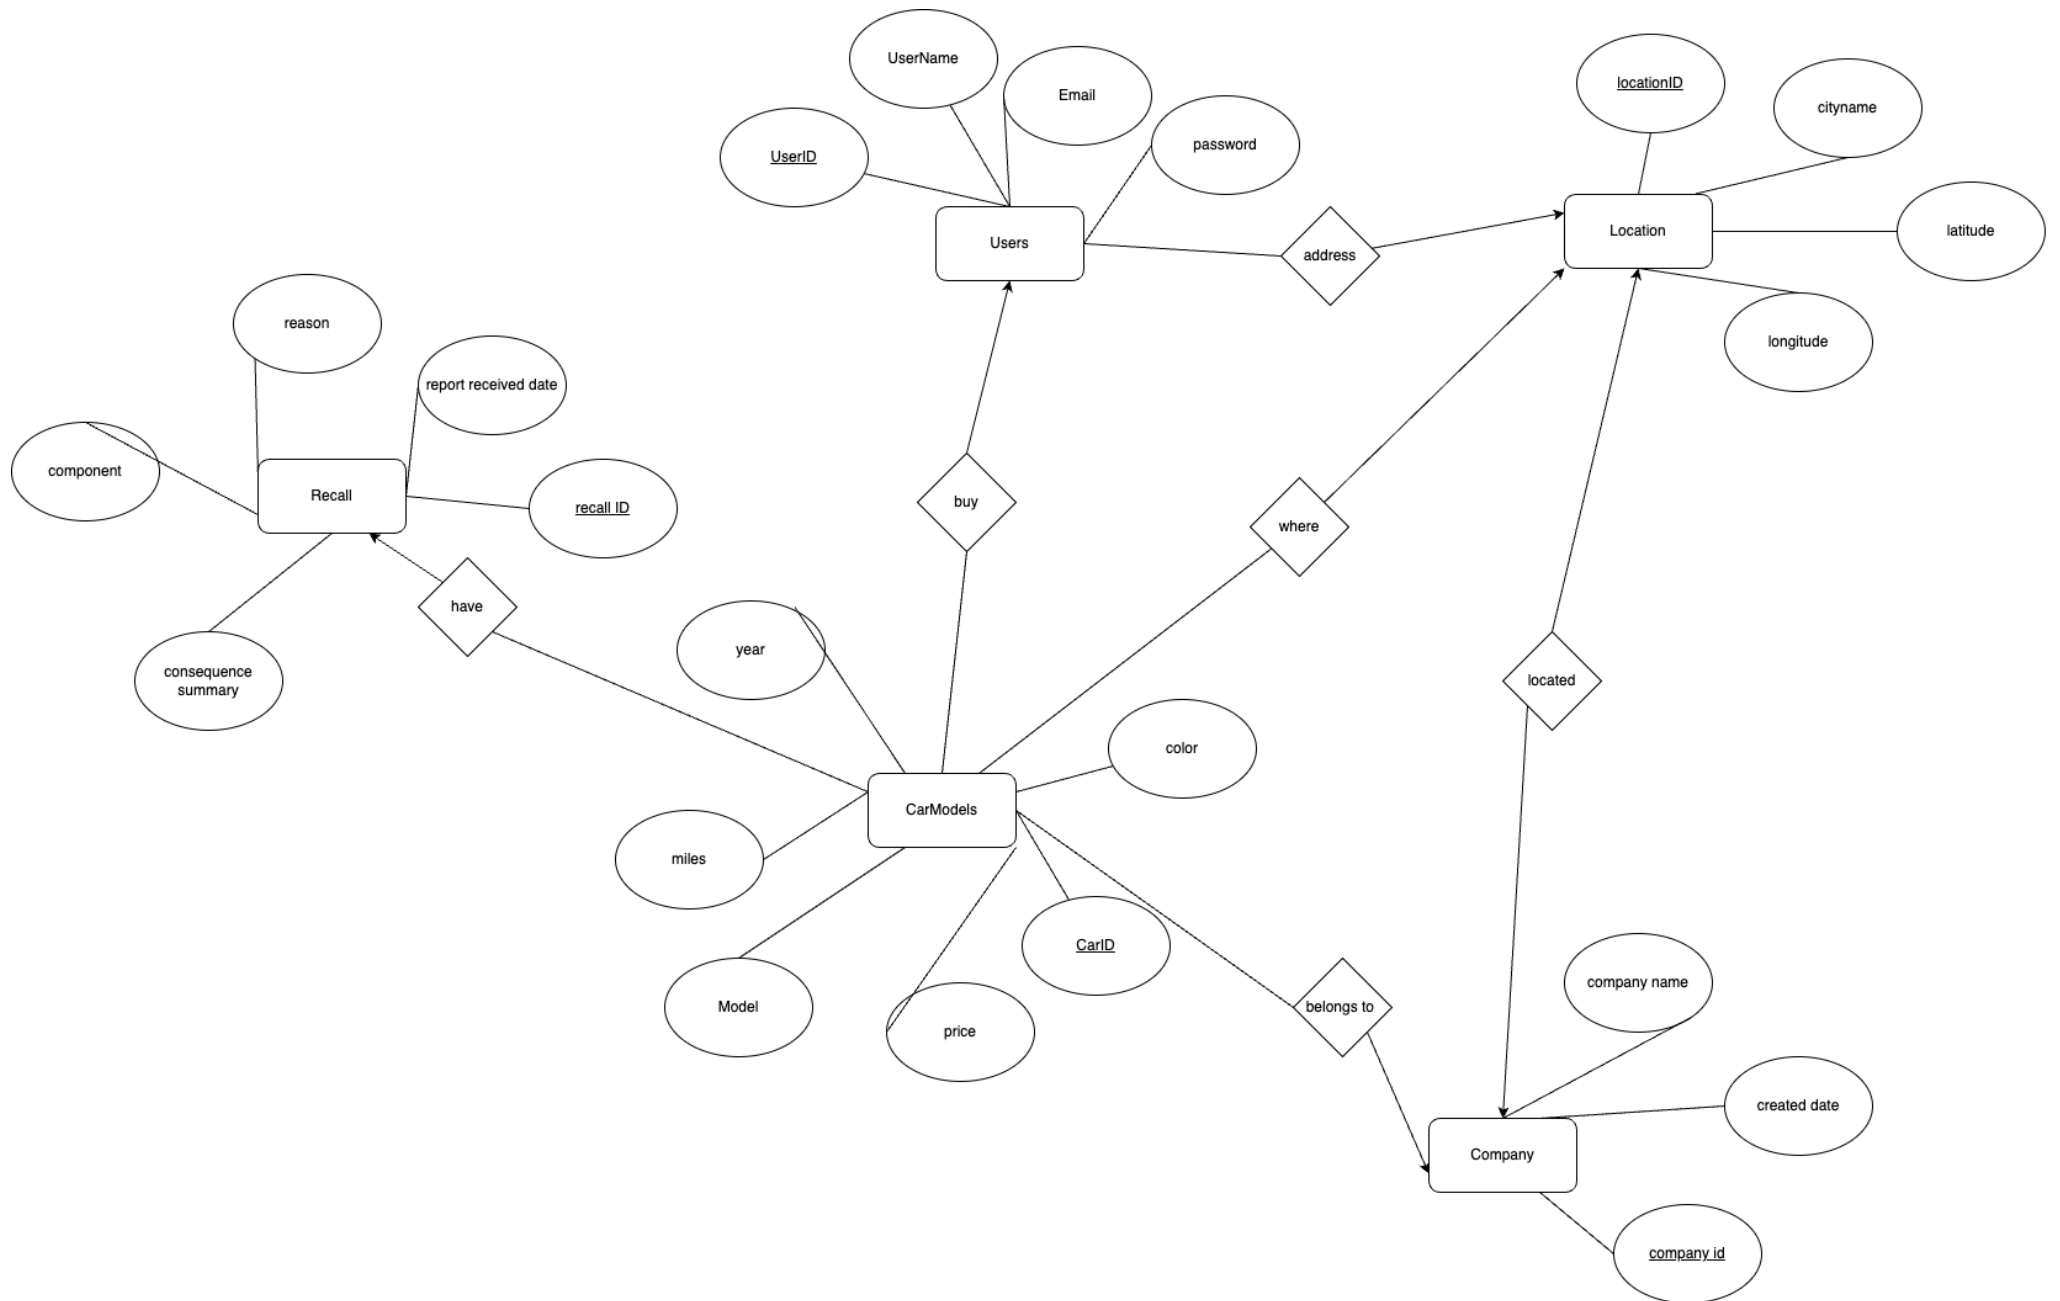 UserName
Email
locationID
cityname
password
UserID
Users
address
Location
latitude
longitude
reason
report received date
component
Recall
recall ID
buy
where
have
consequence
summary
year
located
color
CarModels
miles
CarID
Model
price
belongs to
company name
created date
Company
company id